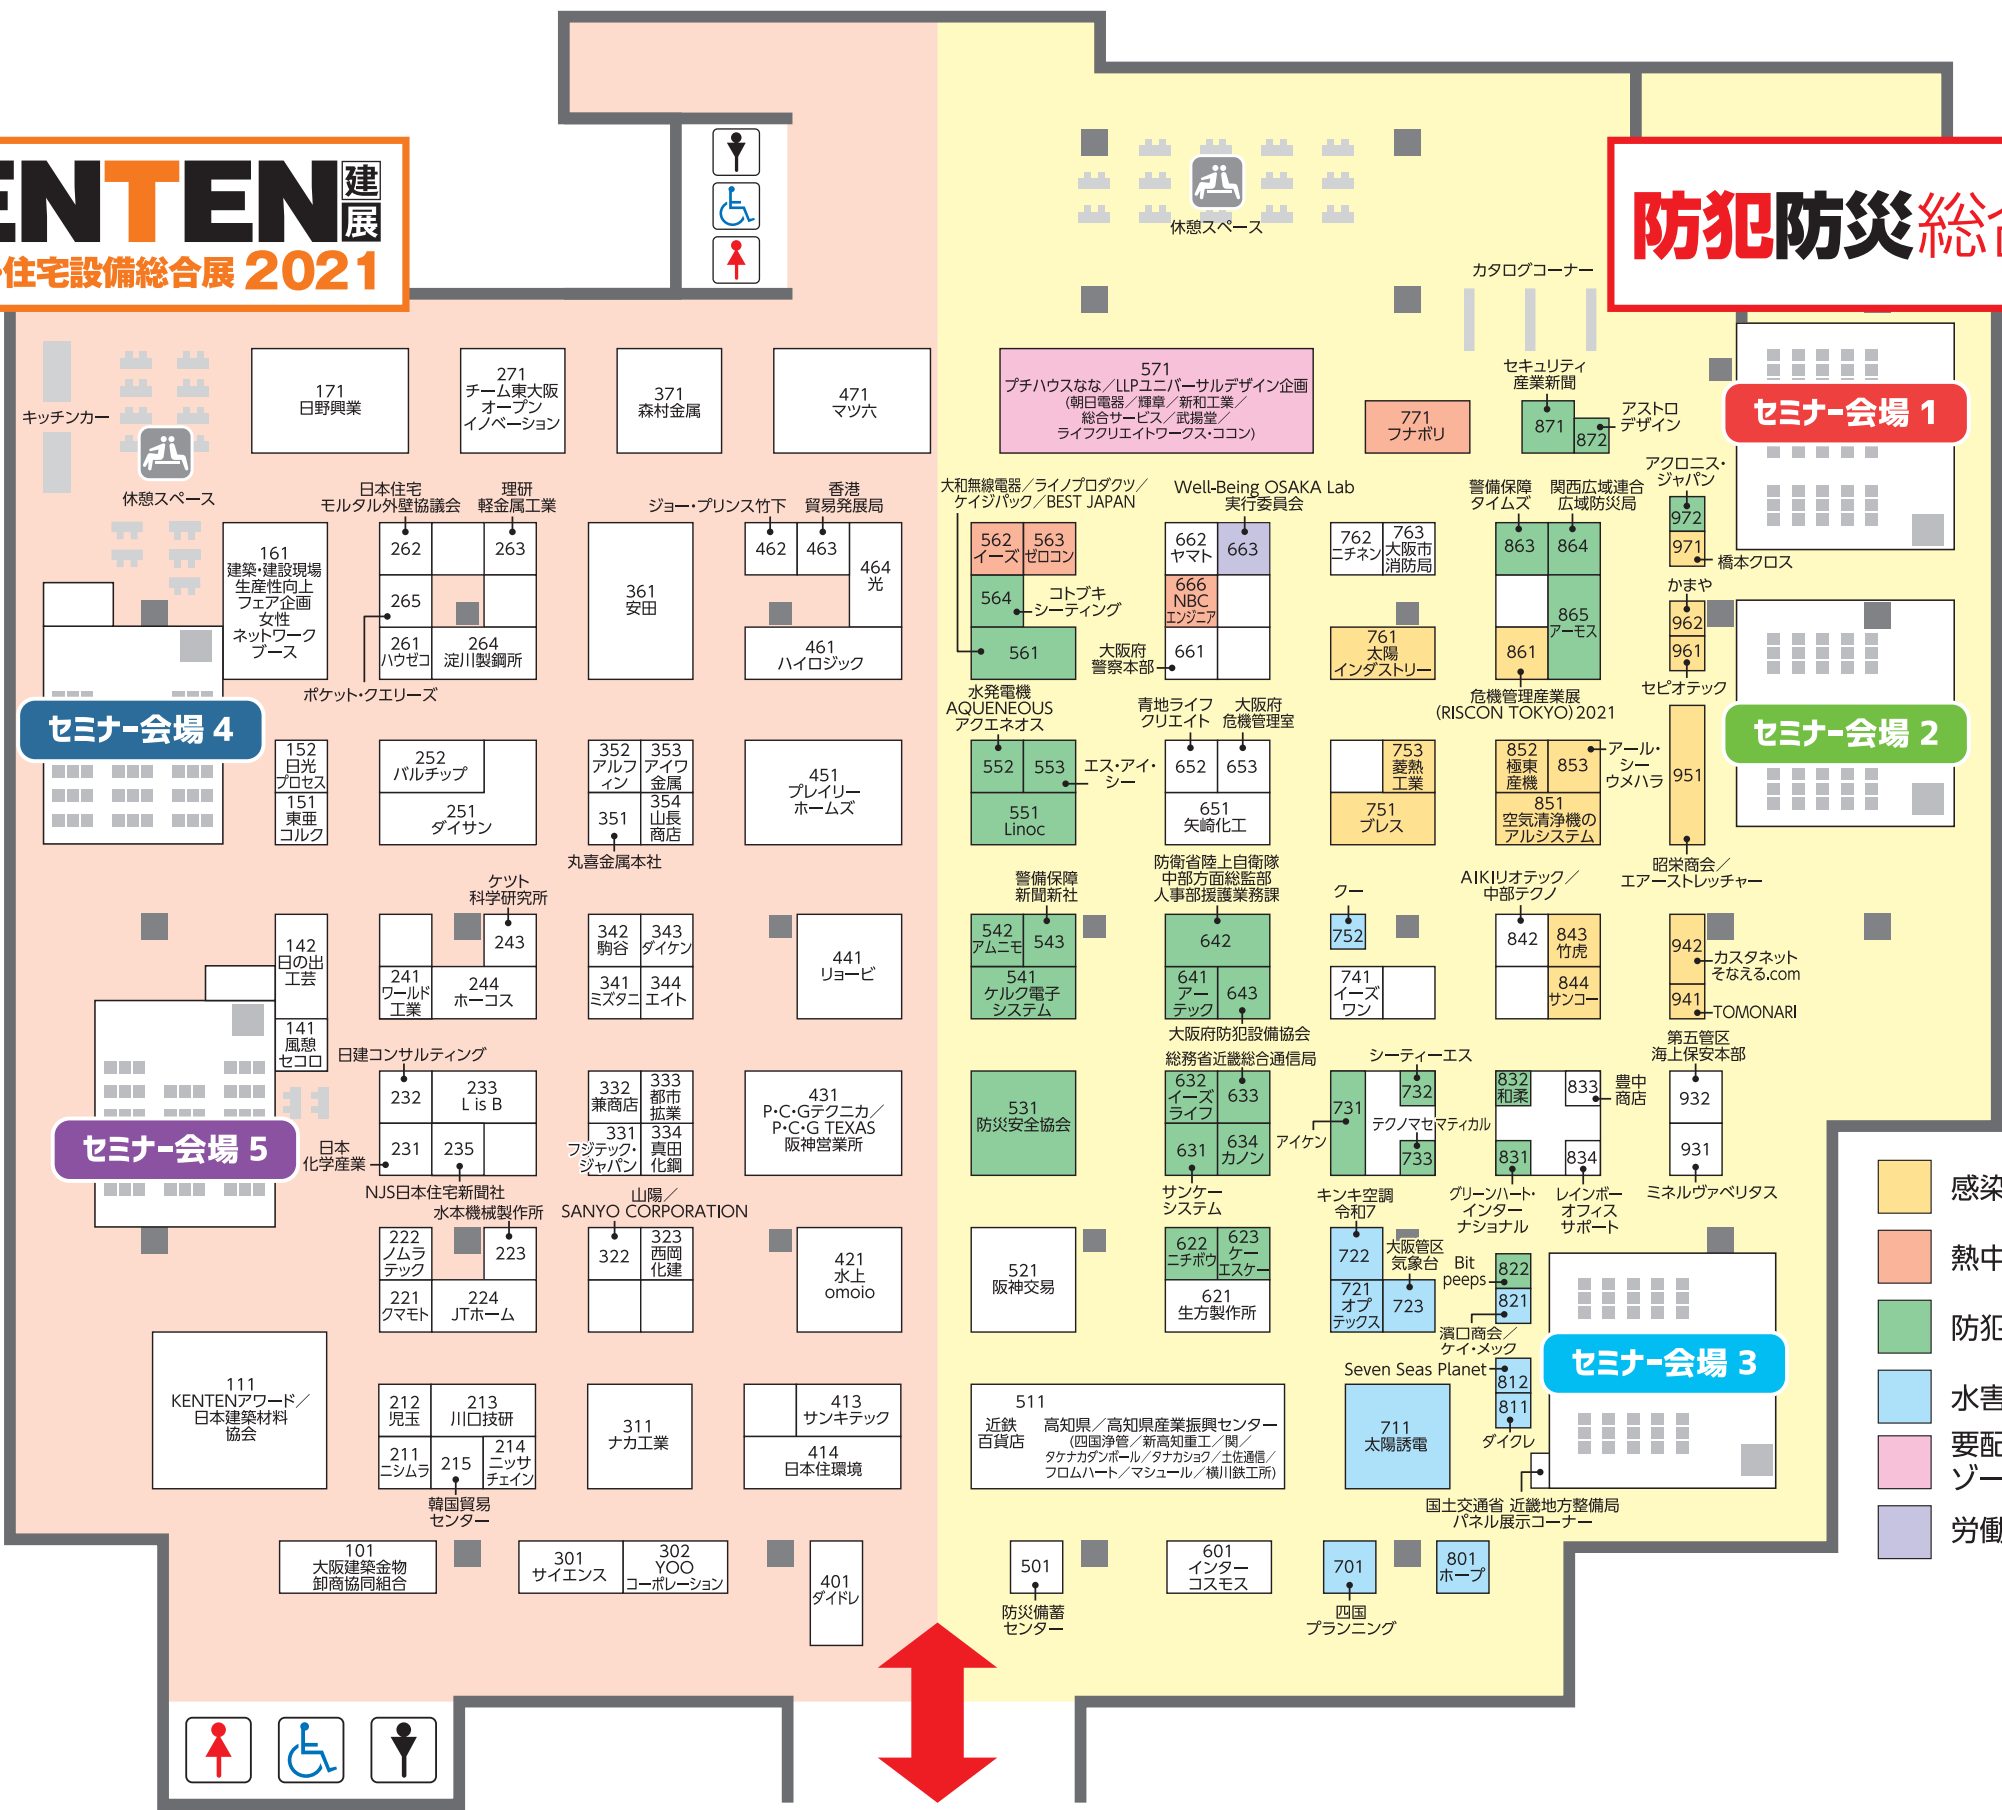 ENTEN建展
・住宅設備総合展 2021
防犯防災総合
休憩スペース
カタログコーナー
キッチンカー
休憩スペース
171
日野興業
271
チーム東大阪
オープン
イノベーション
371
森村金属
471
マツ六
571
プチハウスなな／LLPユニバーサルデザイン企画
(朝日電器／輝章／新和工業／
総合サービス／武揚堂／
ライフクリエイトワークス・ココン)
771
フナボリ
セキュリティ
産業新聞
871
872
アストロ
デザイン
セミナー会場 1
日本住宅
モルタル外壁協議会
262
理研
軽金属工業
263
ジョー・プリンス竹下
462
香港
貿易発展局
463
464
光
161
建築・建設現場
生産性向上
フェア企画
女性
ネットワーク
ブース
265
261
ハウゼコ
264
淀川製鋼所
ポケット・クエリーズ
361
安田
461
ハイロジック
大和無線電器／ライノプロダクツ／
ケイジパック／BEST JAPAN
562
イーズ
563
ゼロコン
564
コトブキ
シーティング
561
Well-Being OSAKA Lab
実行委員会
662
ヤマト
663
666
NBC
エンジニア
大阪府
警察本部
661
762
ニチネン
763
大阪市
消防局
761
太陽
インダストリー
警備保障
タイムズ
863
関西広域連合
広域防災局
864
865
アーモス
861
危機管理産業展
(RISCON TOKYO)2021
アクロニス・
ジャパン
972
971
橋本クロス
かまや
962
961
セピオテック
セミナー会場 2
セミナー会場 4
152
日光
プロセス
151
東亜
コルク
252
バルチップ
251
ダイサン
352
アルフ
ィン
353
アイワ
金属
351
354
山長
商店
丸喜金属本社
451
プレイリー
ホームズ
水発電機
AQUENEOUS
アクエネオス
552
553
エス・アイ・
シー
551
Linoc
青地ライフ
クリエイト
652
大阪府
危機管理室
653
651
矢崎化工
753
菱熱
工業
751
ブレス
852
極東
産機
853
アール・
シー
ウメハラ
851
空気清浄機の
アルシステム
951
昭栄商会／
エアーストレッチャー
142
日の出
工芸
141
風憩
セコロ
ケツト
科学研究所
243
241
ワールド
工業
244
ホーコス
342
駒谷
343
ダイケン
341
ミズタニ
344
エイト
441
リョービ
警備保障
新聞新社
542
アムニモ
543
541
ケルク電子
システム
防衛省陸上自衛隊
中部方面総監部
人事部援護業務課
642
641
アー
テック
643
大阪府防犯設備協会
クー
752
741
イーズ
ワン
AIKIリオテック／
中部テクノ
842
843
竹虎
844
サンコー
942
カスタネット
そなえる.com
941
TOMONARI
セミナー会場 5
日建コンサルティング
232
233
L is B
日本
化学産業
231
235
NJS日本住宅新聞社
332
兼商店
333
都市
拡業
331
フジテック・
ジャパン
334
真田
化鋼
431
P・C・Gテクニカ／
P・C・G TEXAS
阪神営業所
531
防災安全協会
総務省近畿総合通信局
632
イーズ
ライフ
633
631
634
カノン
サンケー
システム
シーティーエス
731
732
テクノマセマティカル
733
アイケン
832
和柔
833
豊中
商店
831
834
グリーンハート・
インター
ナショナル
レインボー
オフィス
サポート
第五管区
海上保安本部
932
931
ミネルヴァベリタス
水本機械製作所
222
ノムラ
テック
223
221
クマモト
224
JTホーム
山陽／
SANYO CORPORATION
322
323
西岡
化建
421
水上
omoio
521
阪神交易
622
ニチボウ
623
ケー
エスケー
621
生方製作所
キンキ空調
令和7
722
大阪管区
気象台
721
オプ
テックス
723
Bit
peeps
822
821
濱口商会／
ケイ・メック
セミナー会場 3
111
KENTENアワード／
日本建築材料
協会
212
児玉
213
川口技研
211
ニシムラ
215
214
ニッサ
チェイン
韓国貿易
センター
311
ナカ工業
413
サンキテック
414
日本住環境
511
近鉄
百貨店
高知県／高知県産業振興センター
(四国浄管／新高知重工／関／
タケナカダンボール／タナカショク／土佐通信／
フロムハート／マシュール／横川鉄工所)
711
太陽誘電
Seven Seas Planet
812
811
ダイクレ
国土交通省 近畿地方整備局
パネル展示コーナー
101
大阪建築金物
卸商協同組合
301
サイエンス
302
YOO
コーポレーション
401
ダイドレ
501
防災備蓄
センター
601
インター
コスモス
701
四国
プランニング
801
ホープ
感染
熱中
防犯
水害
要配
ゾー
労働